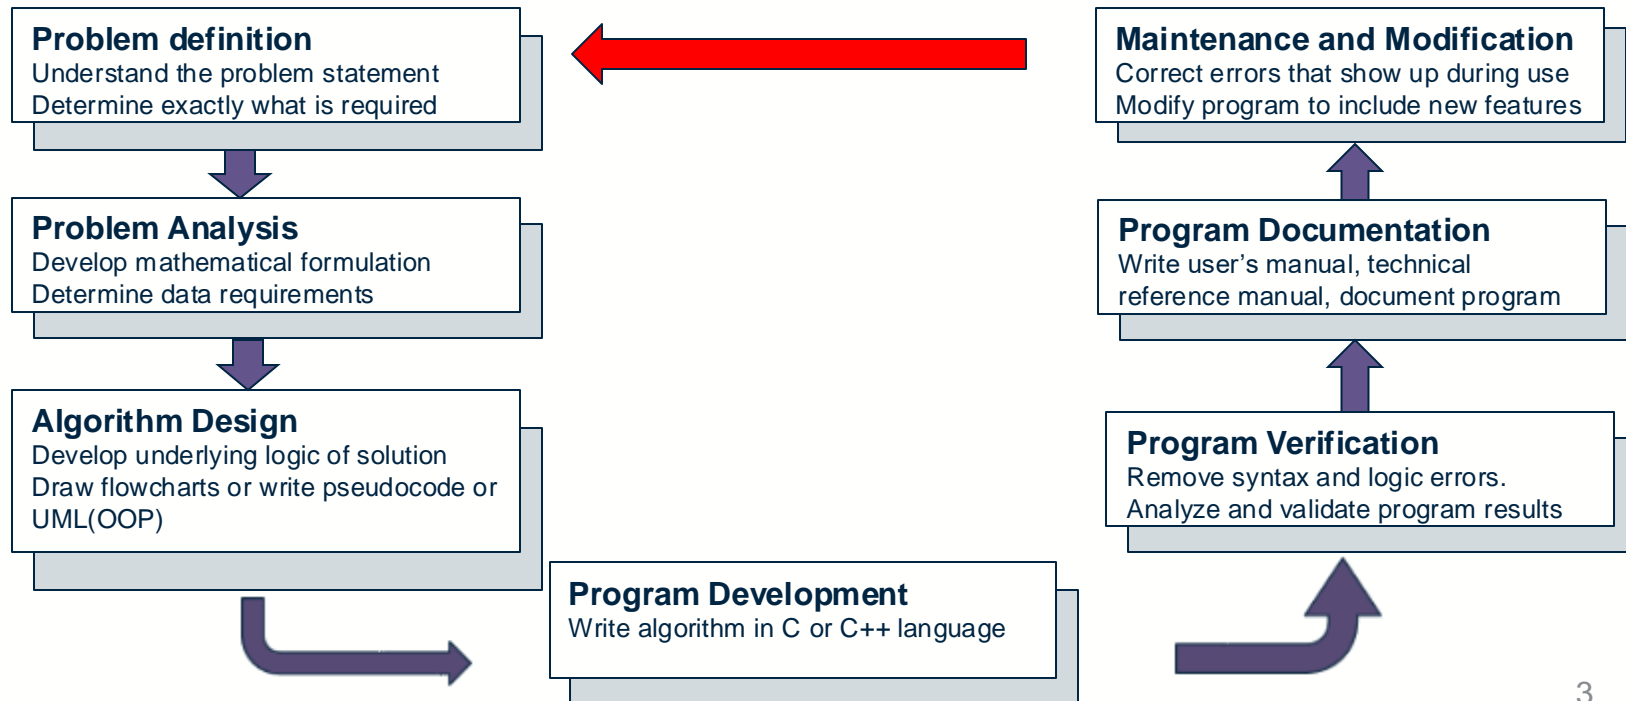 Problem definition
Understand the problem statement
Determine exactly what is required
Problem Analysis
Develop mathematical formulation
Determine data requirements
Algorithm Design
Develop underlying logic of solution
Draw flowcharts or write pseudocode or
UML(OOP)
Program Development
Write algorithm in C or C++ language
Program Verification
Remove syntax and logic errors.
Analyze and validate program results
Program Documentation
Write user’s manual, technical
reference manual, document program
Maintenance and Modification
Correct errors that show up during use
Modify program to include new features
3